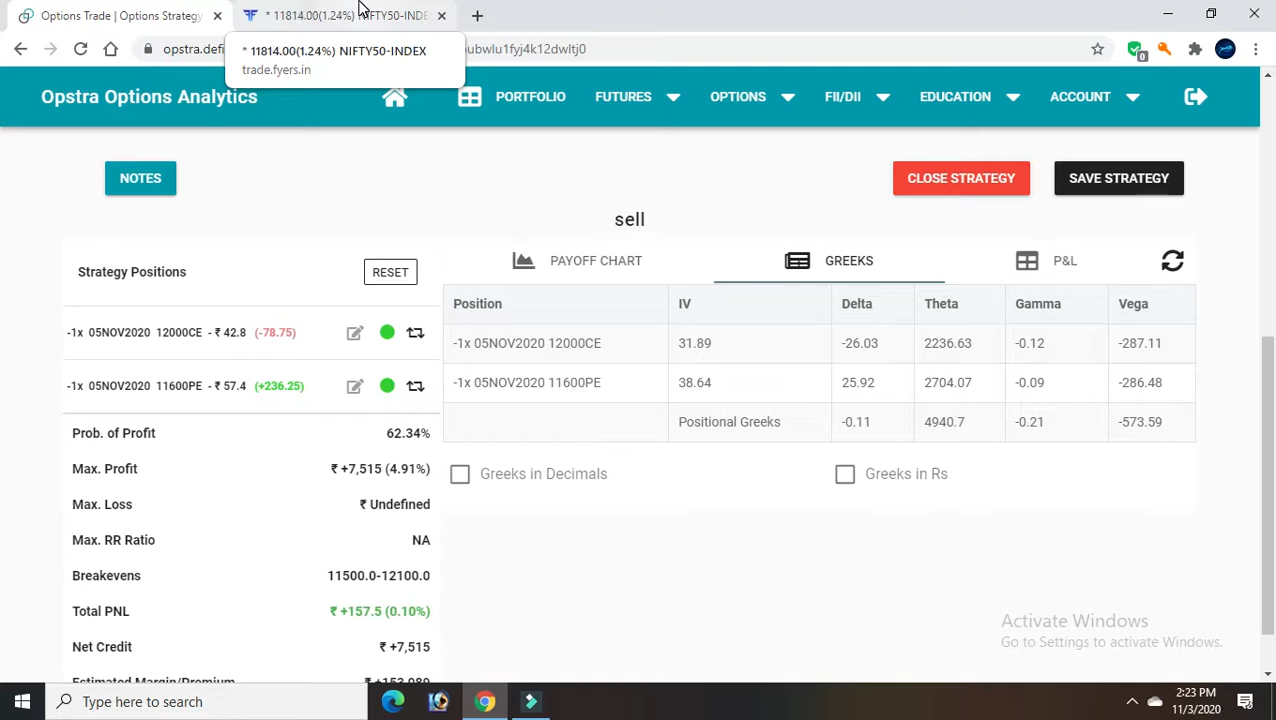 Options Trade | Options Strategy
* 11814.00(1.24%) NIFTY50-INDE
* 11814.00(1.24%) NIFTY50-INDEX
trade.fyers.in
opstra.defi
ubwlu1fyj4k12dwltj0
0
Opstra Options Analytics
PORTFOLIO
FUTURES
OPTIONS
FII/DII
EDUCATION
ACCOUNT
NOTES
CLOSE STRATEGY
SAVE STRATEGY
sell
Strategy Positions
RESET
PAYOFF CHART
GREEKS
P&L
Position IV Delta Theta Gamma Vega
-1x 05NOV2020 12000CE 31.89 -26.03 2236.63 -0.12 -287.11
-1x 05NOV2020 11600PE 38.64 25.92 2704.07 -0.09 -286.48
Positional Greeks -0.11 4940.7 -0.21 -573.59
Greeks in Decimals
Greeks in Rs
-1x 05NOV2020 12000CE - ₹ 42.8 (-78.75)
-1x 05NOV2020 11600PE - ₹ 57.4 (+236.25)
Prob. of Profit 62.34%
Max. Profit ₹ +7,515 (4.91%)
Max. Loss ₹ Undefined
Max. RR Ratio NA
Breakevens 11500.0-12100.0
Total PNL ₹ +157.5 (0.10%)
Net Credit ₹ +7,515
Estimated Margin/Premium ₹ +153,089
Activate Windows
Go to Settings to activate Windows.
Type here to search
2:23 PM
11/3/2020